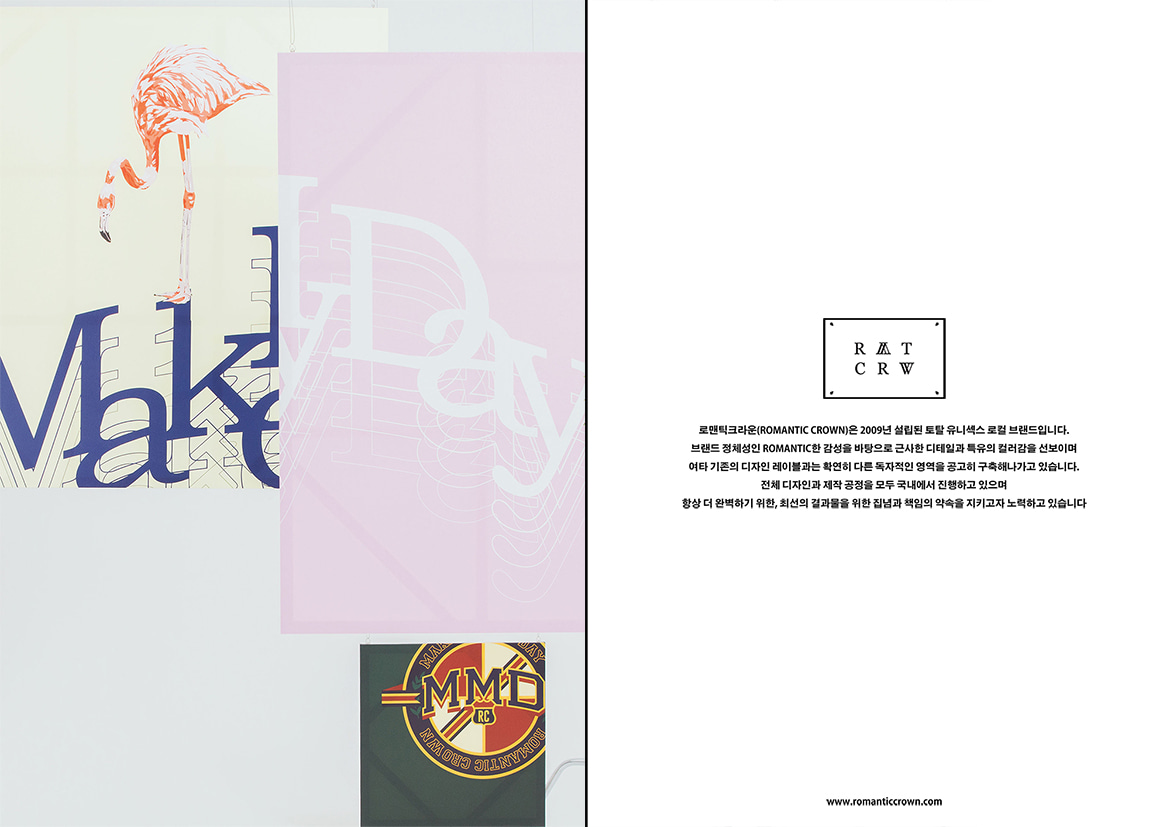 Make
Day
DAY
MMD
RC
ROMANTIC CROWN
R M T
C R W
로맨틱크라운(ROMANTIC CROWN)은 2009년 설립된 토탈 유니섹스 로컬 브랜드입니다.
브랜드 정체성인 ROMANTIC한 감성을 바탕으로 근사한 디테일과 특유의 컬러감을 선보이며
여타 기존의 디자인 레이블과는 확연히 다른 독자적인 영역을 공고히 구축해나가고 있습니다.
전체 디자인과 제작 공정을 모두 국내에서 진행하고 있으며
항상 더 완벽하기 위한, 최선의 결과물을 위한 집념과 책임의 약속을 지키고자 노력하고 있습니다
www.romanticcrown.com